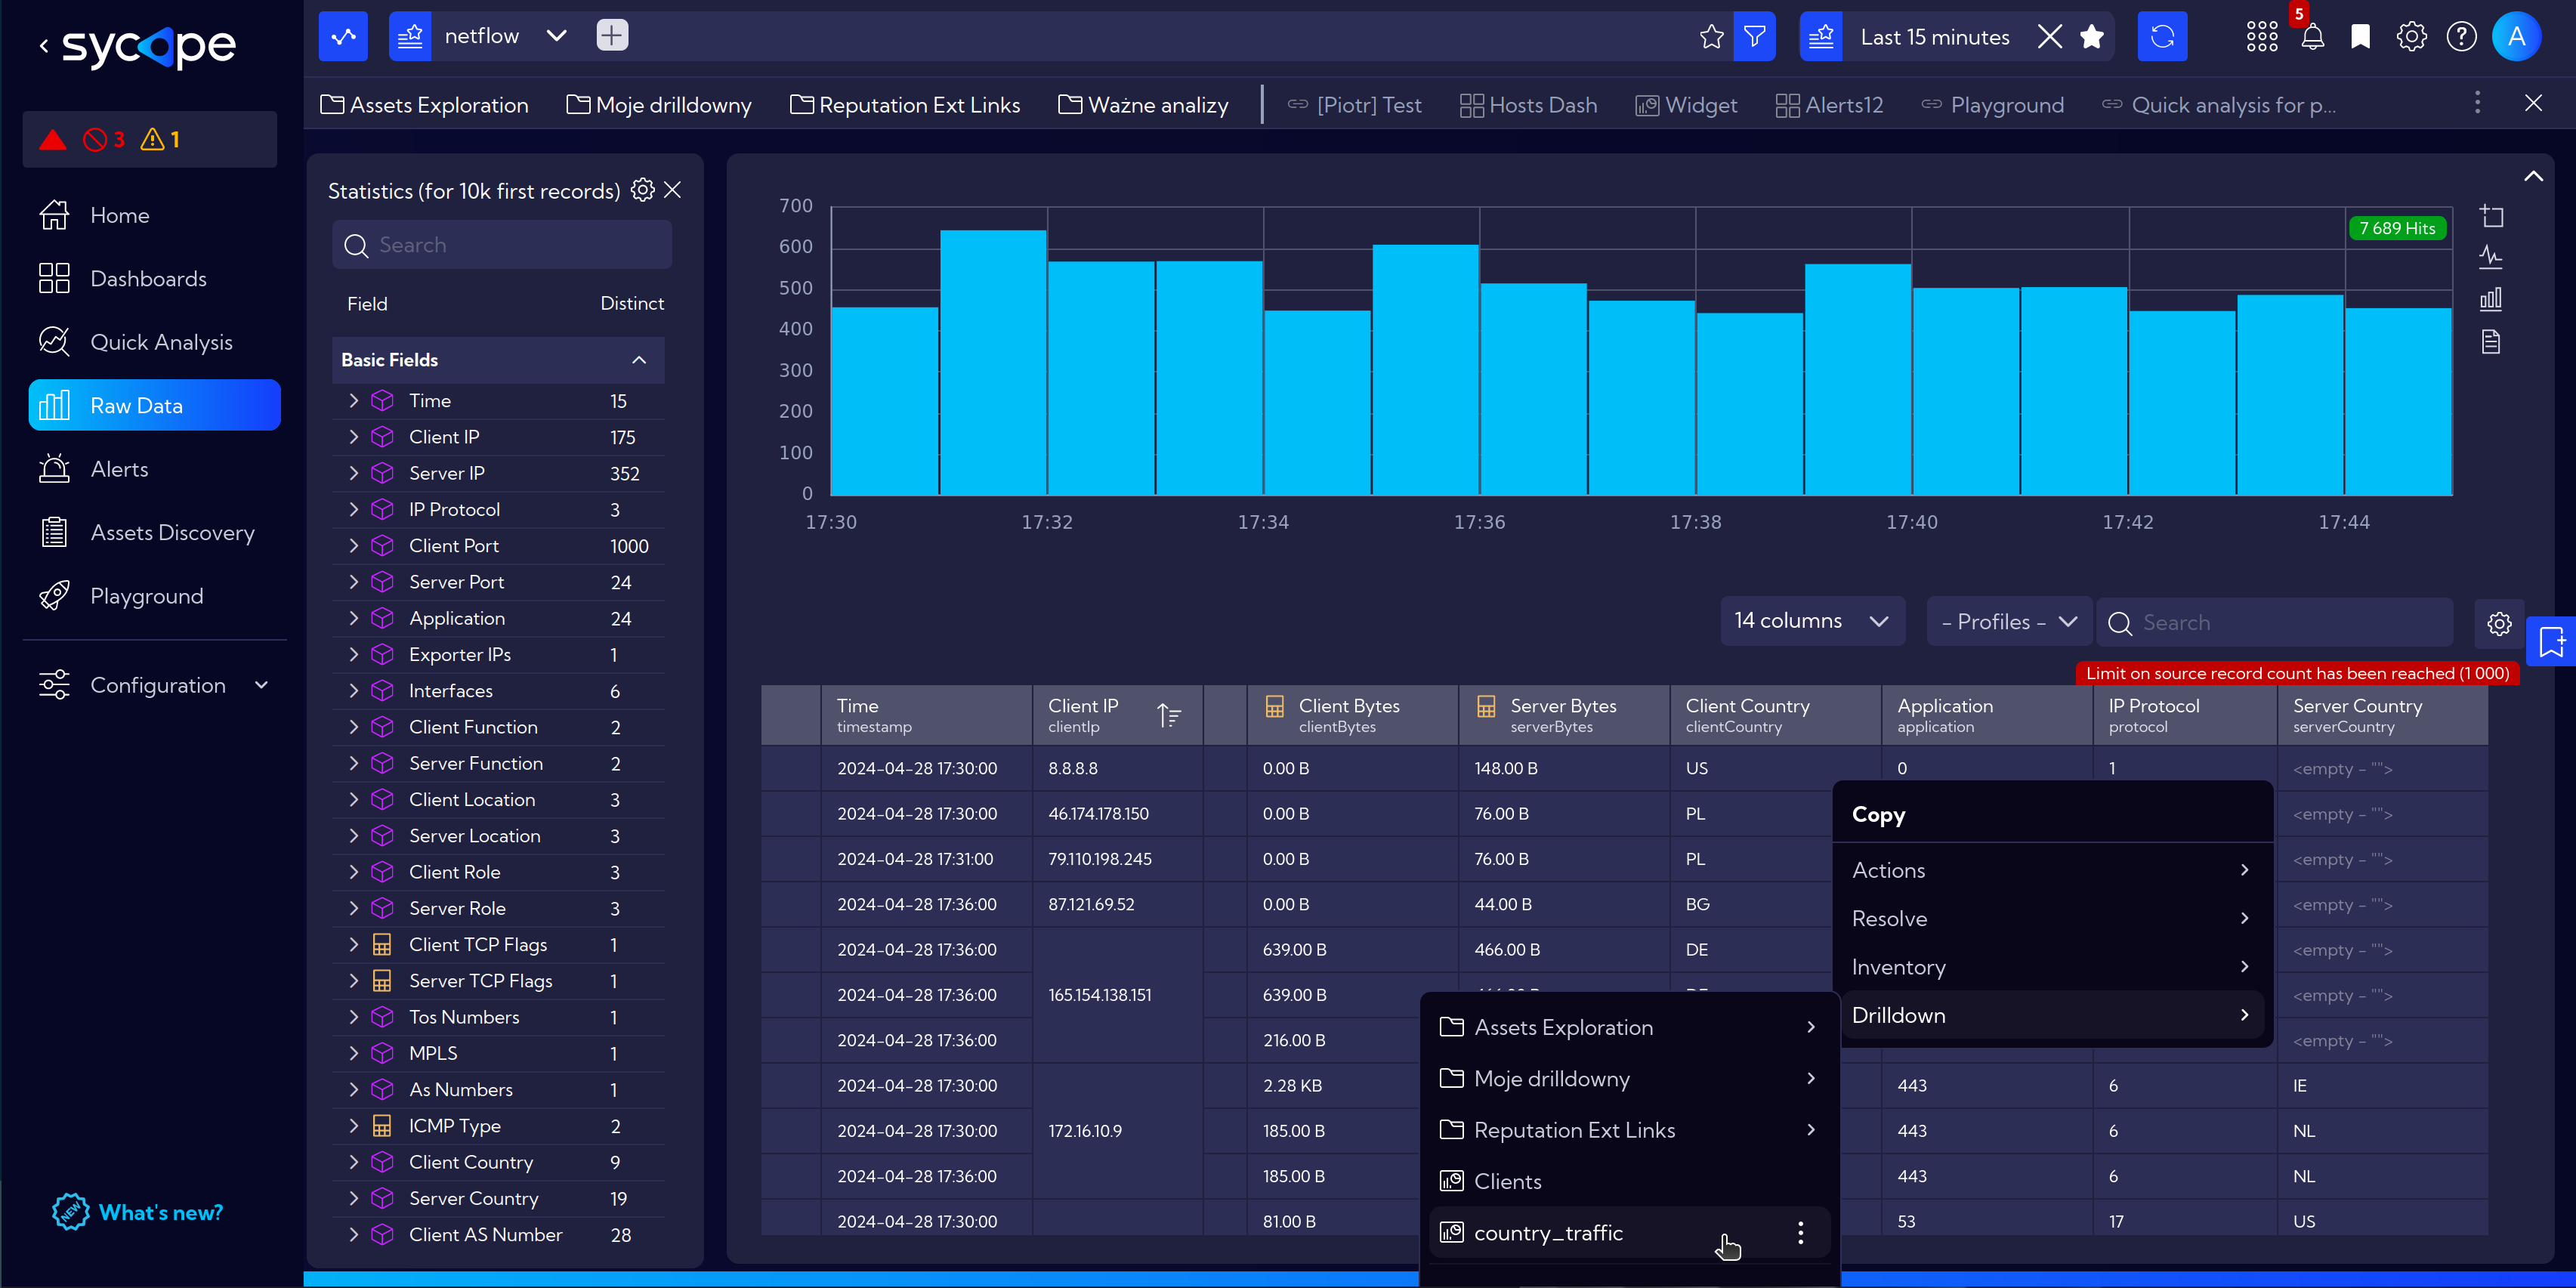 sycope
netflow
Last 15 minutes
5
A
Assets Exploration
Moje drilldowny
Reputation Ext Links
Ważne analizy
[Piotr] Test
Hosts Dash
Widget
Alerts12
Playground
Quick analysis for p...
3
1
Home
Dashboards
Quick Analysis
Raw Data
Alerts
Assets Discovery
Playground
Configuration
NEW
What's new?
Statistics (for 10k first records)
Search
Field Distinct
Basic Fields
Time 15
Client IP 175
Server IP 352
IP Protocol 3
Client Port 1000
Server Port 24
Application 24
Exporter IPs 1
Interfaces 6
Client Function 2
Server Function 2
Client Location 3
Server Location 3
Client Role 3
Server Role 3
Client TCP Flags 1
Server TCP Flags 1
Tos Numbers 1
MPLS 1
As Numbers 1
ICMP Type 2
Client Country 9
Server Country 19
Client AS Number 28
700
600
500
400
300
200
100
0
7 689 Hits
17:30 17:32 17:34 17:36 17:38 17:40 17:42 17:44
14 columns
- Profiles -
Search
Limit on source record count has been reached (1 000)
Time Client IP Client Bytes Server Bytes Client Country Application IP Protocol Server Country
timestamp clientIp clientBytes serverBytes clientCountry application protocol serverCountry
2024-04-28 17:30:00 8.8.8.8 0.00 B 148.00 B US 0 1 <empty - "">
2024-04-28 17:30:00 46.174.178.150 0.00 B 76.00 B PL <empty - "">
2024-04-28 17:31:00 79.110.198.245 0.00 B 76.00 B PL <empty - "">
2024-04-28 17:36:00 87.121.69.52 0.00 B 44.00 B BG <empty - "">
2024-04-28 17:36:00 639.00 B 466.00 B DE <empty - "">
2024-04-28 17:36:00 165.154.138.151 639.00 B <empty - "">
2024-04-28 17:36:00 216.00 B <empty - "">
2024-04-28 17:30:00 2.28 KB 443 6 IE
2024-04-28 17:30:00 172.16.10.9 185.00 B 443 6 NL
2024-04-28 17:36:00 185.00 B 443 6 NL
2024-04-28 17:30:00 81.00 B 53 17 US
Copy
Actions
Resolve
Inventory
Drilldown
Assets Exploration
Moje drilldowny
Reputation Ext Links
Clients
country_traffic